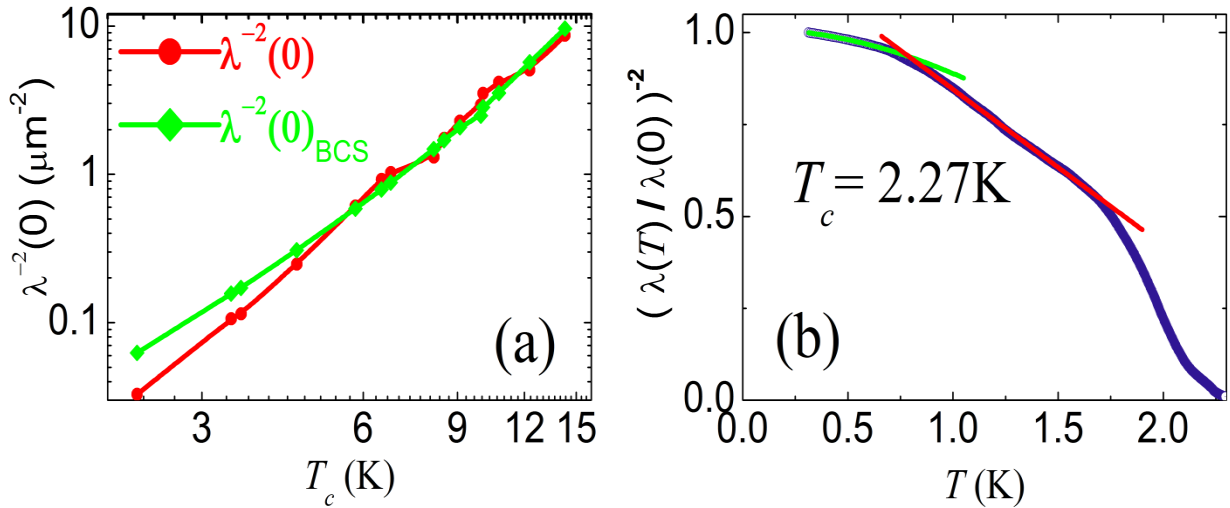 10
1
0.1
λ⁻²(0) (μm⁻²)
λ⁻²(0)
λ⁻²(0)BCS
(a)
3 6 9 12 15
Tc (K)
1.0
0.5
0.0
( λ(T) / λ(0) )⁻²
Tc = 2.27K
(b)
0.0 0.5 1.0 1.5 2.0
T (K)